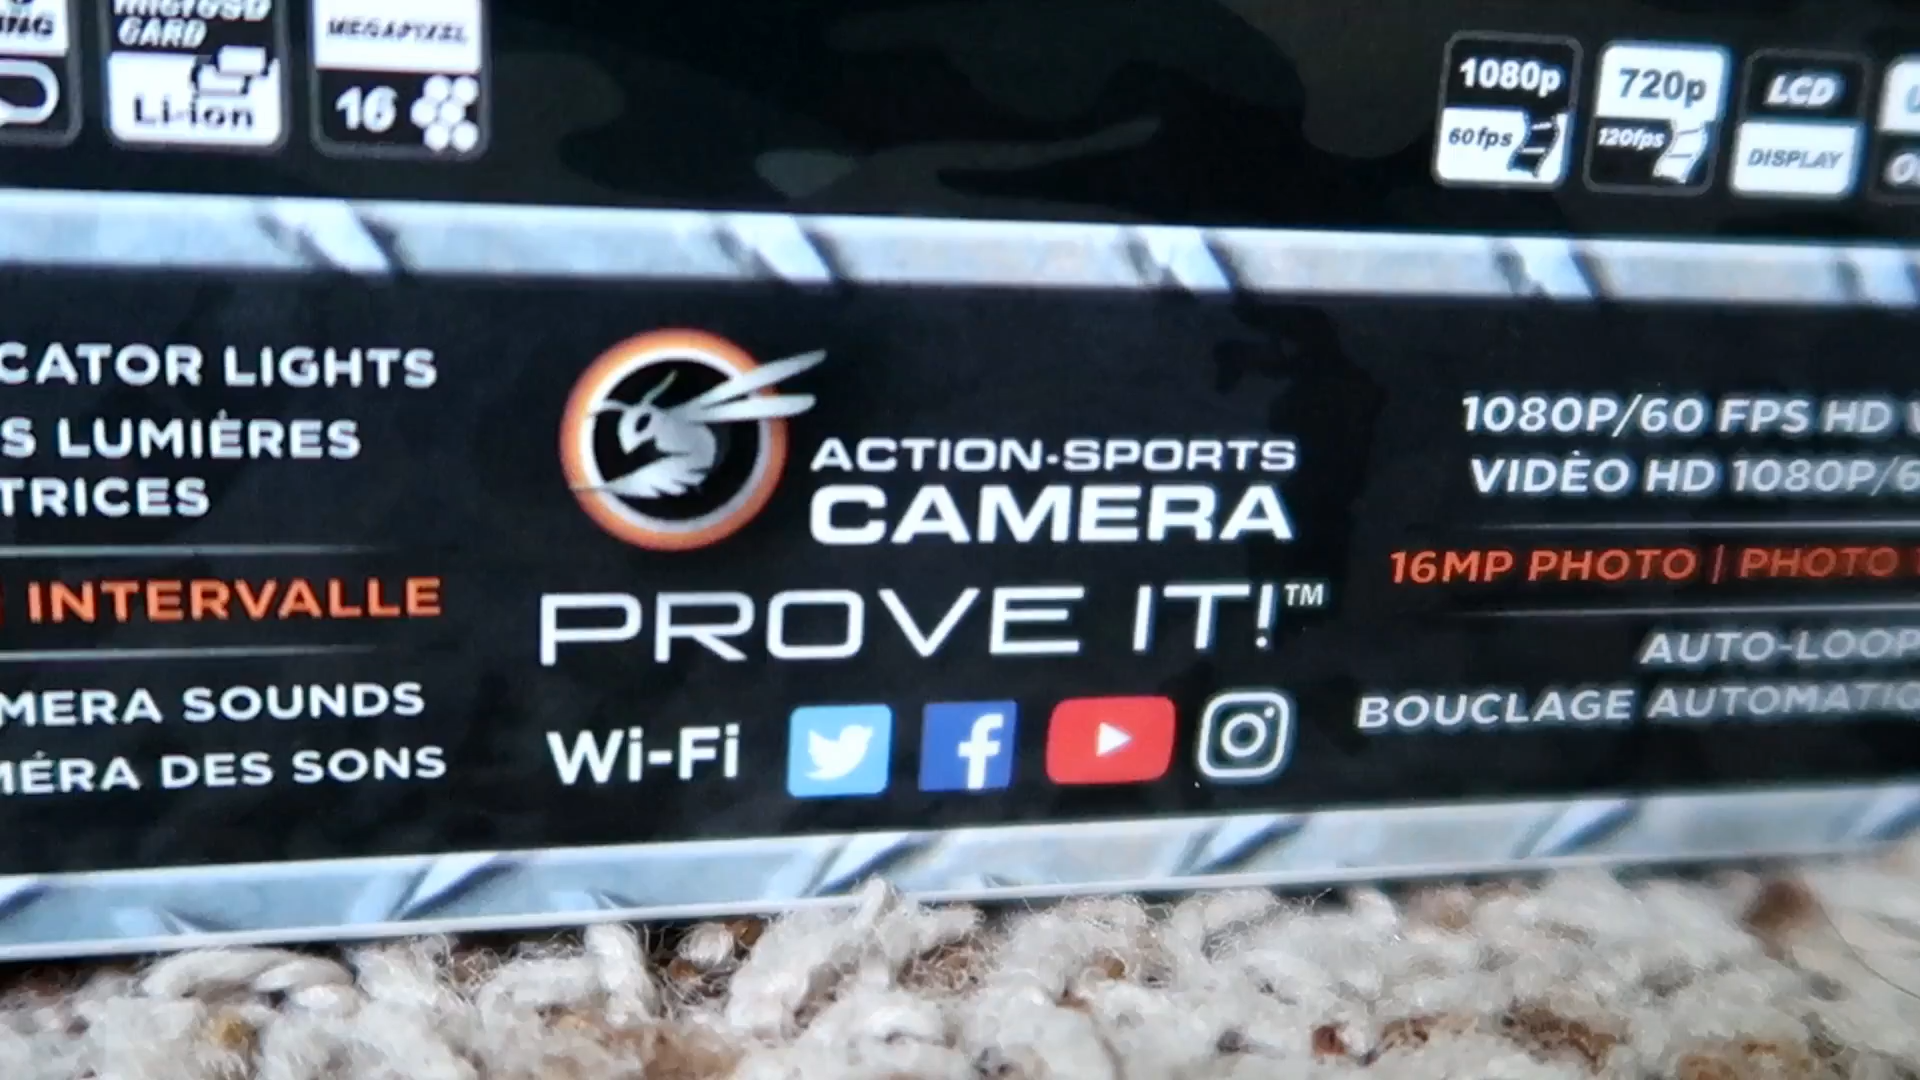 microSD
CARD
Li-ion
MEGAPIXEL
16
1080p
60fps
720p
120fps
LCD
DISPLAY
CATOR LIGHTS
S LUMIÈRES
TRICES
INTERVALLE
MERA SOUNDS
MÉRA DES SONS
ACTION-SPORTS
CAMERA
PROVE IT!™
Wi-Fi
1080P/60 FPS HD
VIDÉO HD 1080P/6
16MP PHOTO | PHOTO
AUTO-LOOP
BOUCLAGE AUTOMATIC